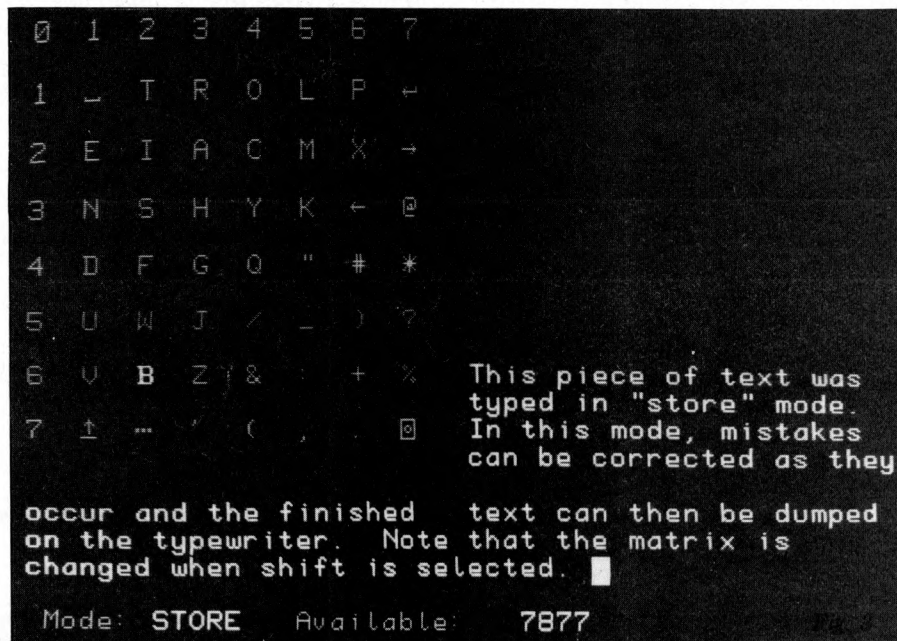 0 1 2 3 4 5 6 7
1 ⎵ T R O L P ↵
2 E I A C M X →
3 N S H Y K ← @
4 D F G Q " # *
5 U W J / _ ) ?
6 V B Z & : + %
7 ↑ … ' ( , . ⊡
This piece of text was
typed in "store" mode.
In this mode, mistakes
can be corrected as they
occur and the finished text can then be dumped
on the typewriter. Note that the matrix is
changed when shift is selected.
Mode: STORE Available: 7877